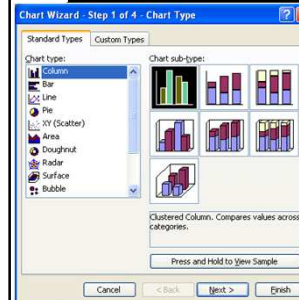 Chart Wizard - Step 1 of 4 - Chart Type
Standard Types
Custom Types
Chart type:
Column
Bar
Line
Pie
XY (Scatter)
Area
Doughnut
Radar
Surface
Bubble
Chart sub-type:
Clustered Column. Compares values across
categories.
Press and Hold to View Sample
Cancel
< Back
Next >
Finish